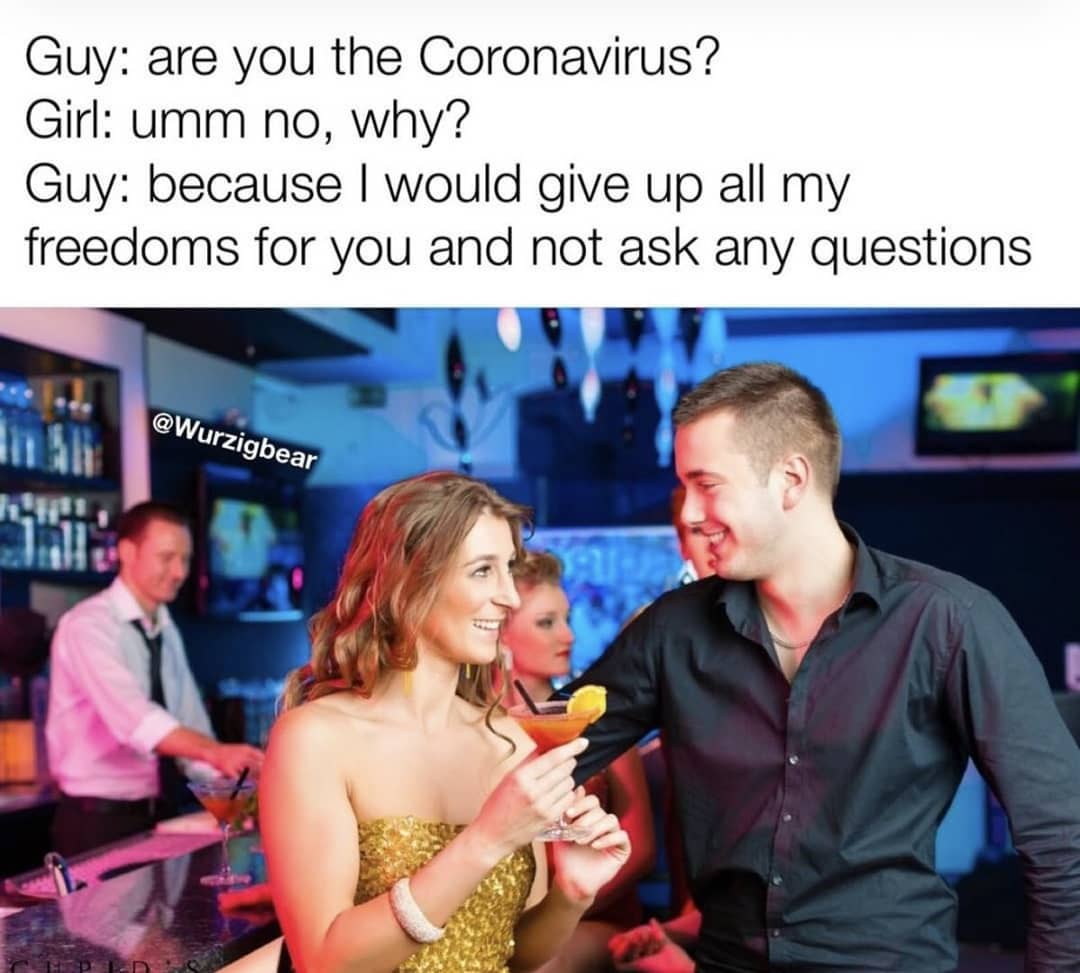 Guy: are you the Coronavirus?
Girl: umm no, why?
Guy: because I would give up all my
freedoms for you and not ask any questions
@Wurzigbear